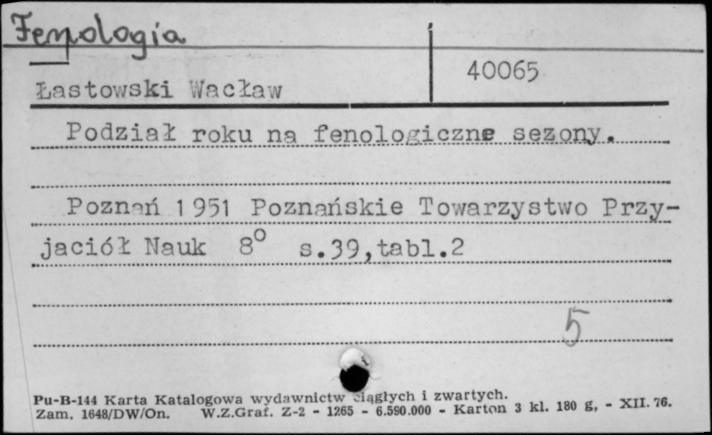 Fenologia
40065
Łastowski Wacław
Podział roku na fenologiczne sezony.
Poznań 1951 Poznańskie Towarzystwo Przy-
jaciół Nauk 8° s.39,tabl.2
5
Pu-B-144 Karta Katalogowa wydawnictw ciągłych i zwartych.
Zam. 1648/DW/On. W.Z.Graf. Z-2 - 1265 - 6.590.000 - Karton 3 kl. 180 g, - XII. 76.